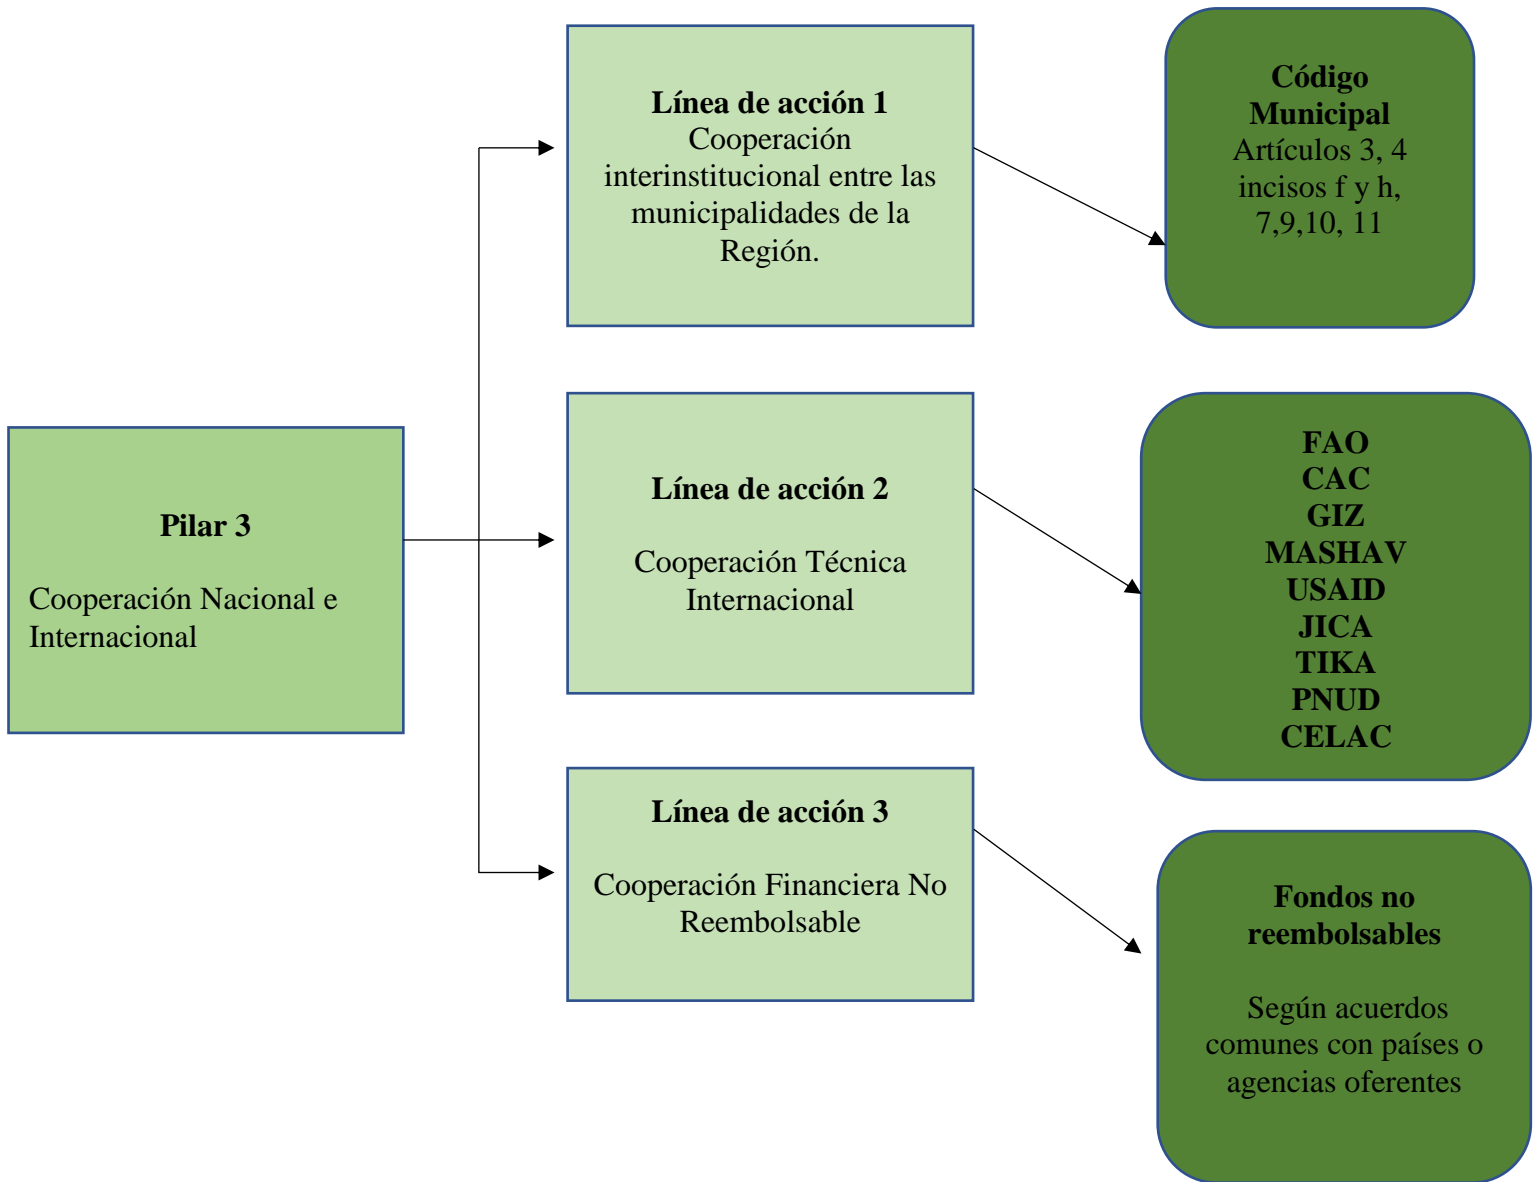 Pilar 3
Cooperación Nacional e
Internacional
Línea de acción 1
Cooperación
interinstitucional entre las
municipalidades de la
Región.
Código
Municipal
Artículos 3, 4
incisos f y h,
7,9,10, 11
Línea de acción 2
Cooperación Técnica
Internacional
FAO
CAC
GIZ
MASHAV
USAID
JICA
TIKA
PNUD
CELAC
Línea de acción 3
Cooperación Financiera No
Reembolsable
Fondos no
reembolsables
Según acuerdos
comunes con países o
agencias oferentes